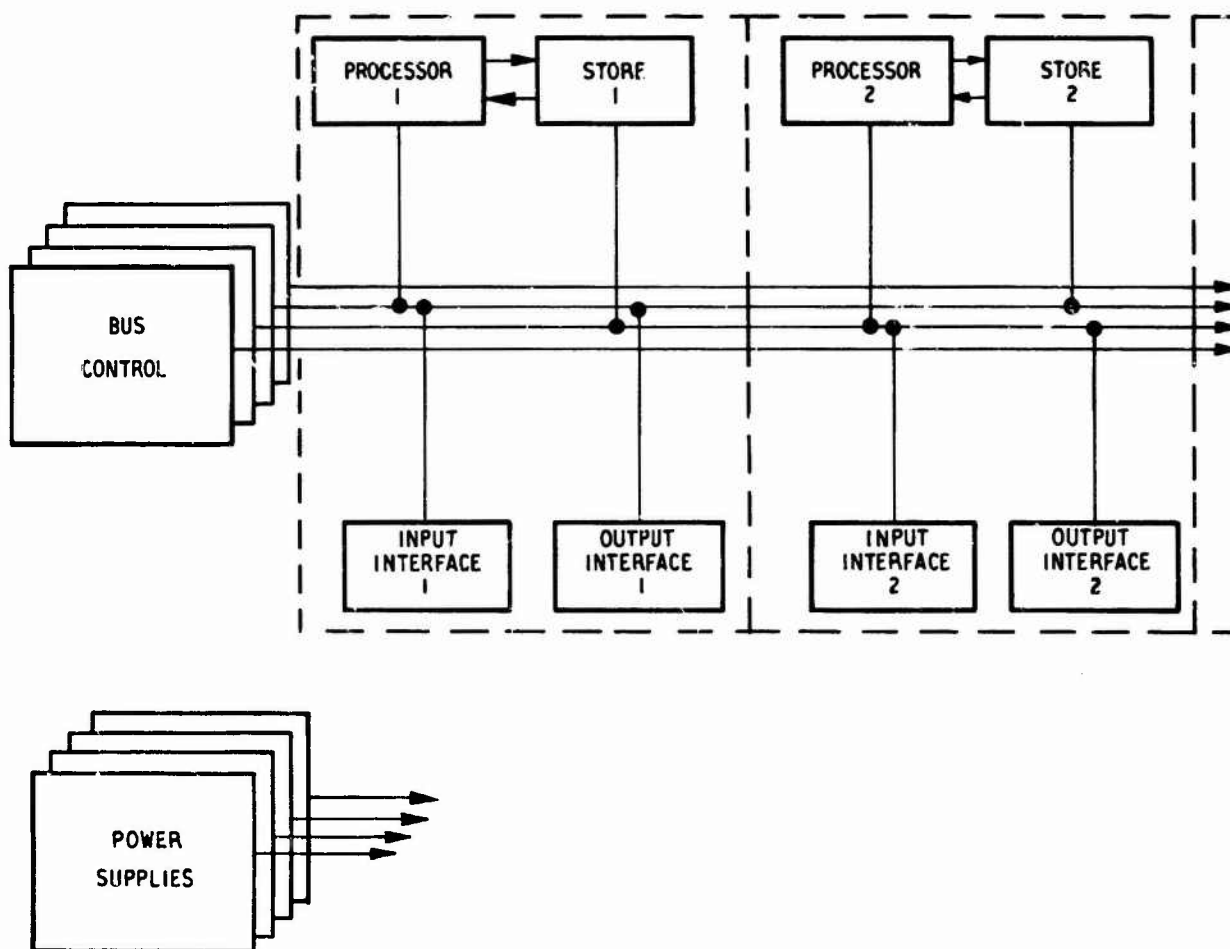 PROCESSOR
1
STORE
1
PROCESSOR
2
STORE
2
BUS
CONTROL
INPUT
INTERFACE
1
OUTPUT
INTERFACE
1
INPUT
INTERFACE
2
OUTPUT
INTERFACE
2
POWER
SUPPLIES